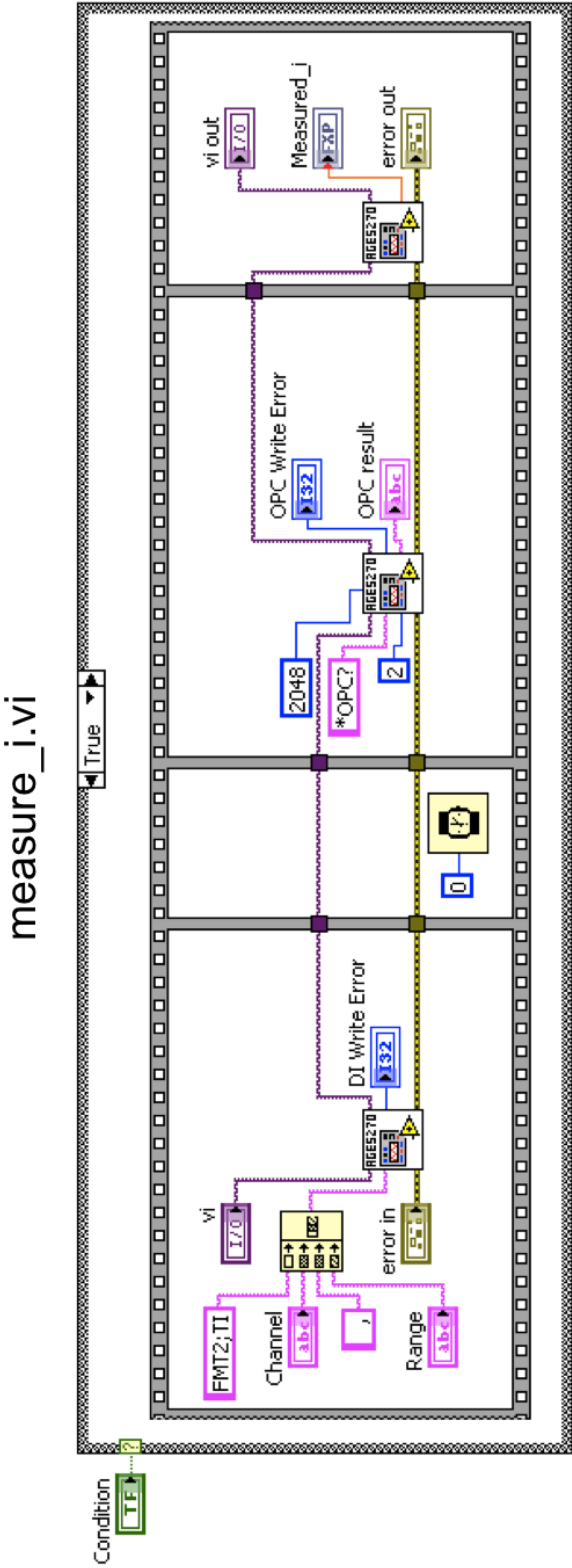 measure_i.vi
True
Condition
TF
?
FMT2;TI
Channel
abc
,
Range
abc
vi
I/O
error in
AGE5270
DI Write Error
I32
0
2048
*OPC?
2
AGE5270
OPC Write Error
I32
OPC result
abc
AGE5270
vi out
I/O
Measured_i
FXP
error out